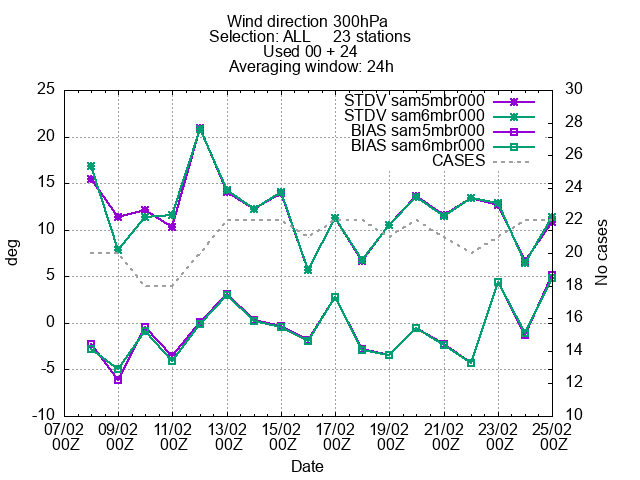 Wind direction 300hPa
Selection: ALL 23 stations
Used 00 + 24
Averaging window: 24h
STDV sam5mbr000
STDV sam6mbr000
BIAS sam5mbr000
BIAS sam6mbr000
CASES
25
20
15
10
5
0
-5
-10
deg
30
28
26
24
22
20
18
16
14
12
10
No cases
07/02 09/02 11/02 13/02 15/02 17/02 19/02 21/02 23/02 25/02
00Z 00Z 00Z 00Z 00Z 00Z 00Z 00Z 00Z 00Z
Date